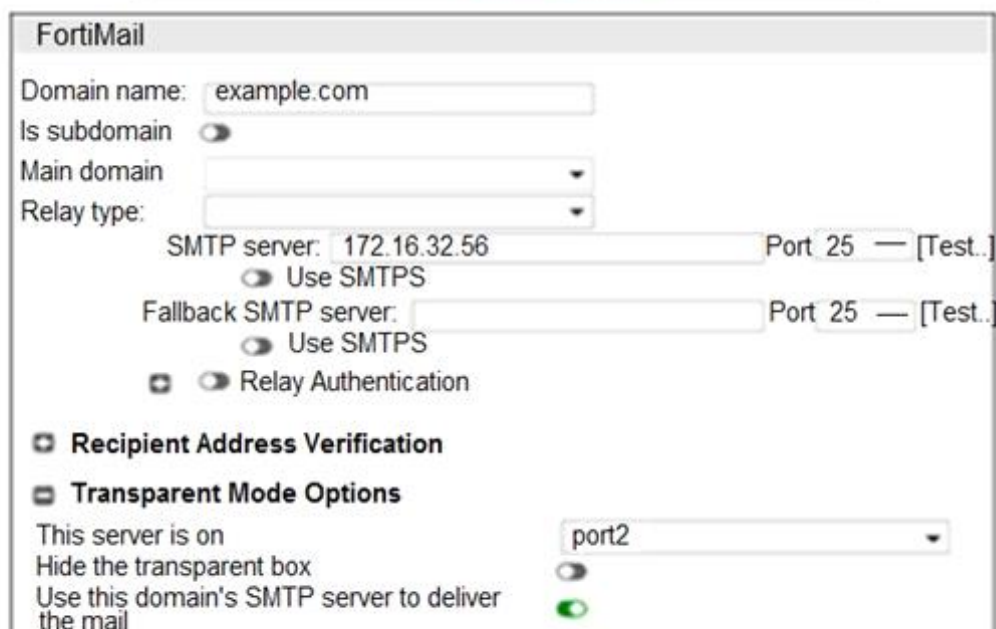 FortiMail
Domain name: example.com
Is subdomain
Main domain
Relay type:
SMTP server: 172.16.32.56 Port 25 — [Test..]
Use SMTPS
Fallback SMTP server: Port 25 — [Test..]
Use SMTPS
Relay Authentication
Recipient Address Verification
Transparent Mode Options
This server is on port2
Hide the transparent box
Use this domain's SMTP server to deliver
the mail